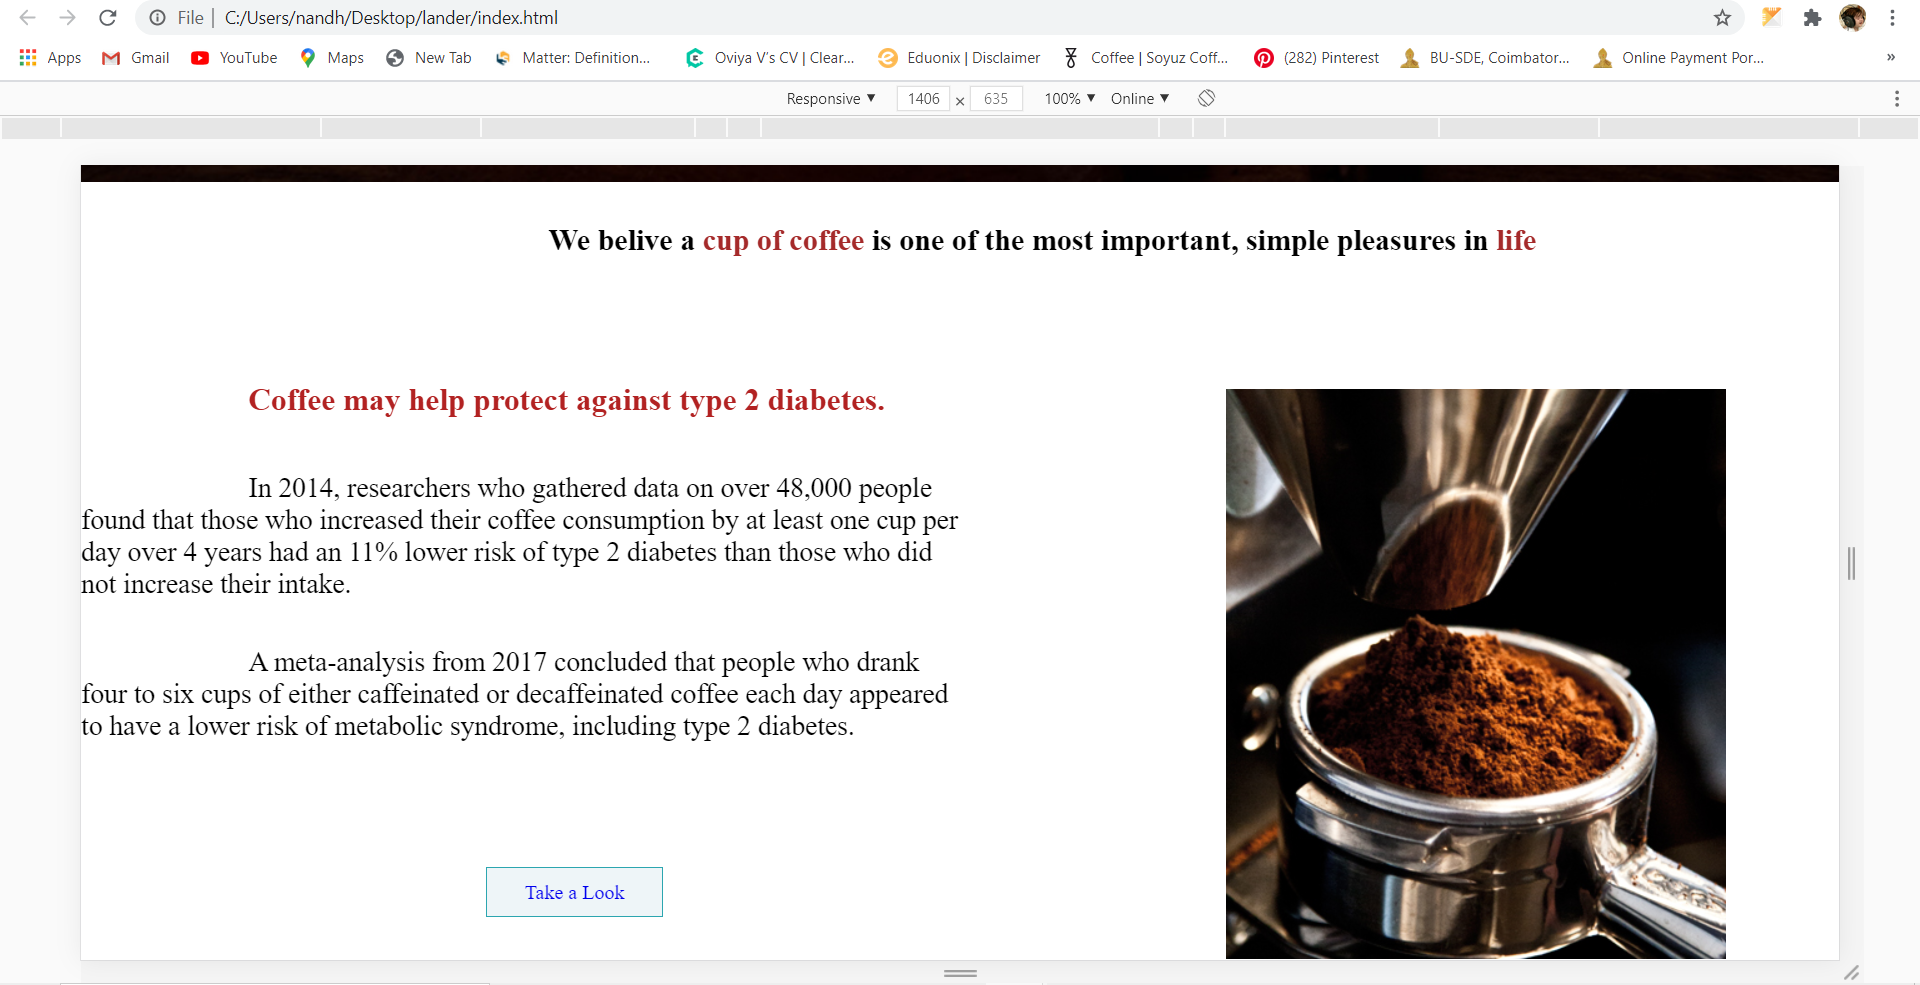 File | C:/Users/nandh/Desktop/lander/index.html
Apps Gmail YouTube Maps New Tab Matter: Definition... Oviya V's CV | Clear... Eduonix | Disclaimer Coffee | Soyuz Coff... (282) Pinterest BU-SDE, Coimbator... Online Payment Por... »
Responsive ▼ 1406 × 635 100% ▼ Online ▼
We belive a cup of coffee is one of the most important, simple pleasures in life
Coffee may help protect against type 2 diabetes.
In 2014, researchers who gathered data on over 48,000 people
found that those who increased their coffee consumption by at least one cup per
day over 4 years had an 11% lower risk of type 2 diabetes than those who did
not increase their intake.
A meta-analysis from 2017 concluded that people who drank
four to six cups of either caffeinated or decaffeinated coffee each day appeared
to have a lower risk of metabolic syndrome, including type 2 diabetes.
Take a Look